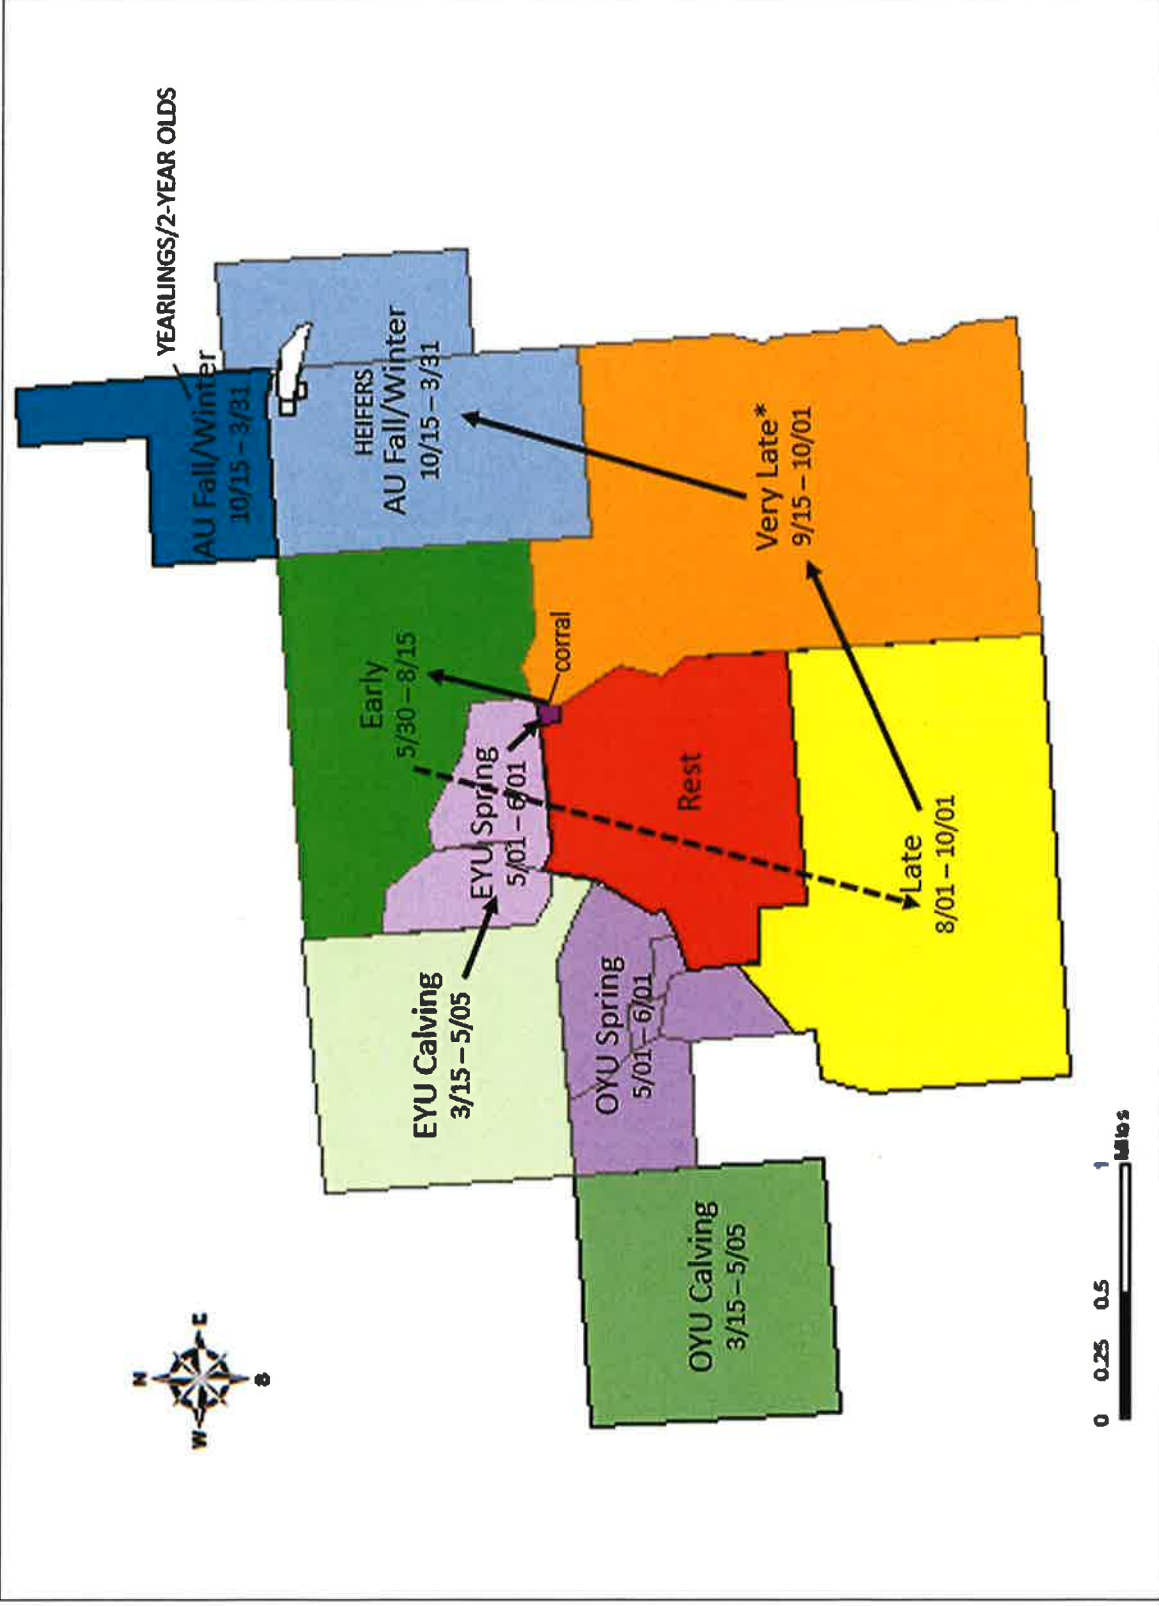 YEARLINGS/2-YEAR OLDS
AU Fall/Winter
10/15 – 3/31
HEIFERS
AU Fall/Winter
10/15 – 3/31
Early
5/30 – 8/15
EYU Spring
5/01 – 6/01
corral
EYU Calving
3/15 – 5/05
OYU Spring
5/01 – 6/01
OYU Calving
3/15 – 5/05
Rest
Very Late*
9/15 – 10/01
Late
8/01 – 10/01
N
W
E
S
0 0.25 0.5 1
Miles